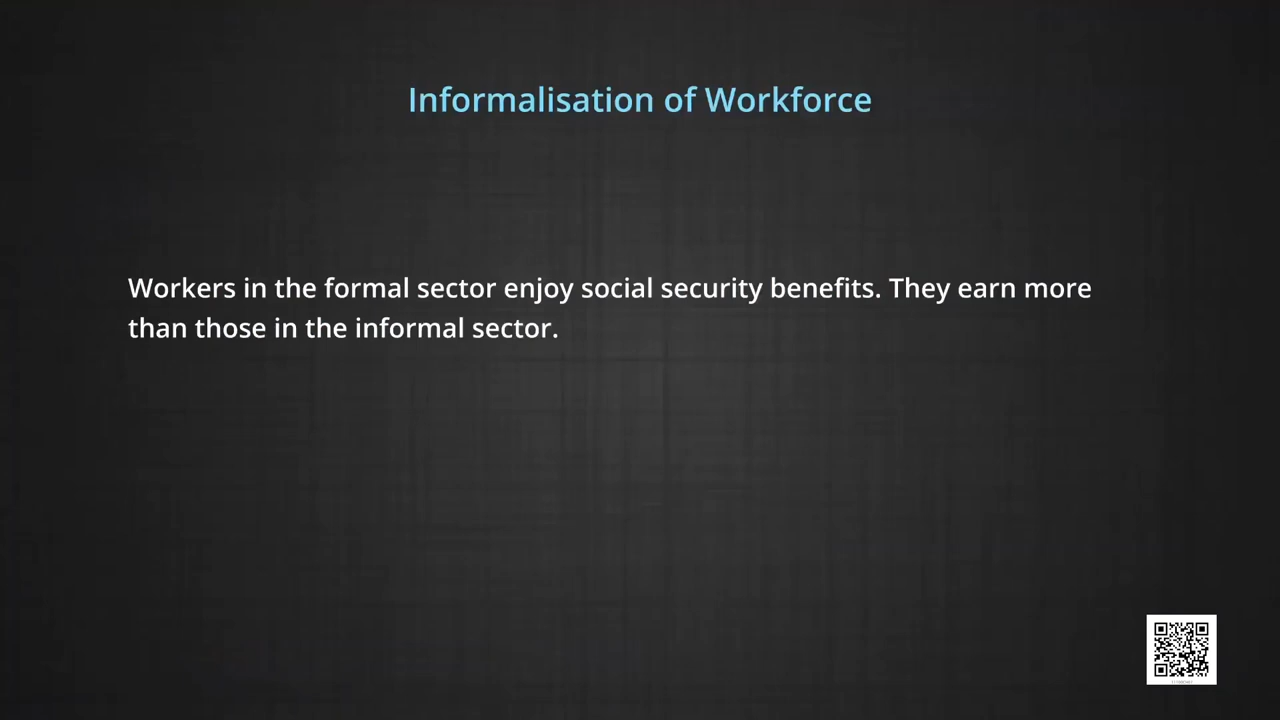 Informalisation of Workforce
Workers in the formal sector enjoy social security benefits. They earn more
than those in the informal sector.